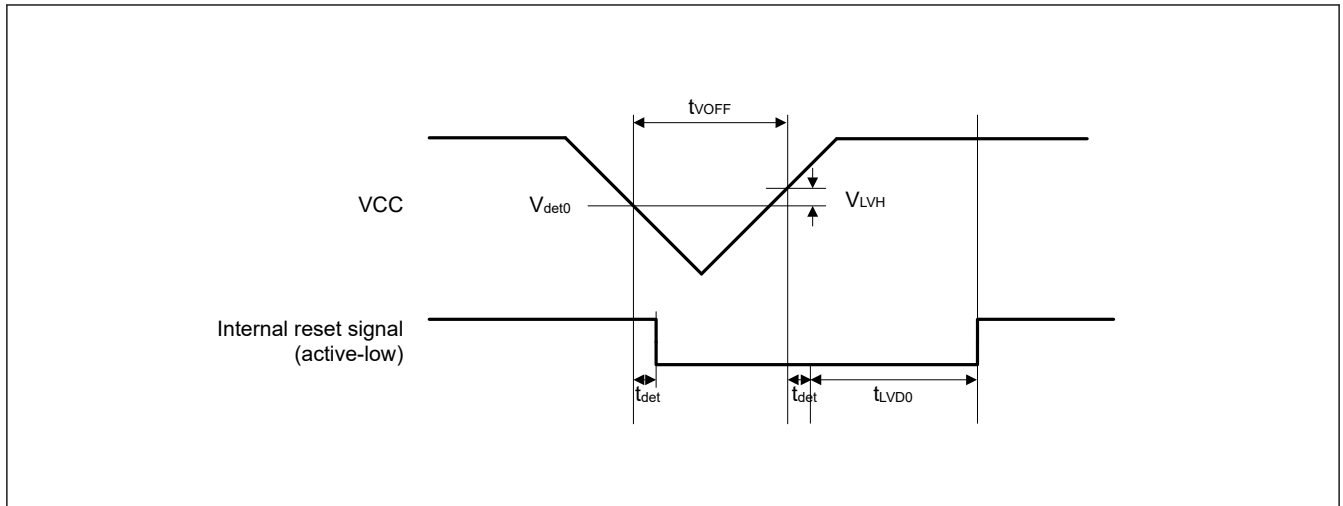 tVOFF
VCC
Vdet0
VLVH
Internal reset signal
(active-low)
tdet
tdet
tLVD0